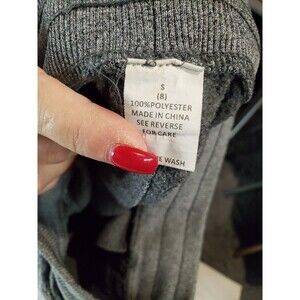 S
(8)
100%POLYESTER
MADE IN CHINA
SEE REVERSE
FOR CARE
WASH